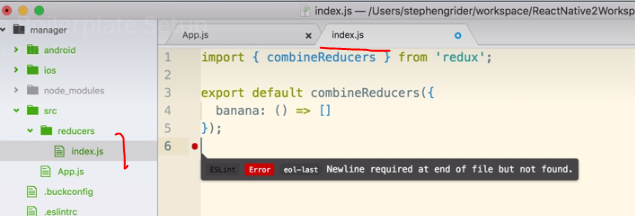 index.js — /Users/stephengrider/workspace/ReactNative2Works
manager
android
ios
node_modules
src
reducers
index.js
App.js
.buckconfig
.eslintrc
App.js
index.js
1 import { combineReducers } from 'redux';
2
3 export default combineReducers({
4 banana: () => []
5 });
6
ESLint Error eol-last Newline required at end of file but not found.